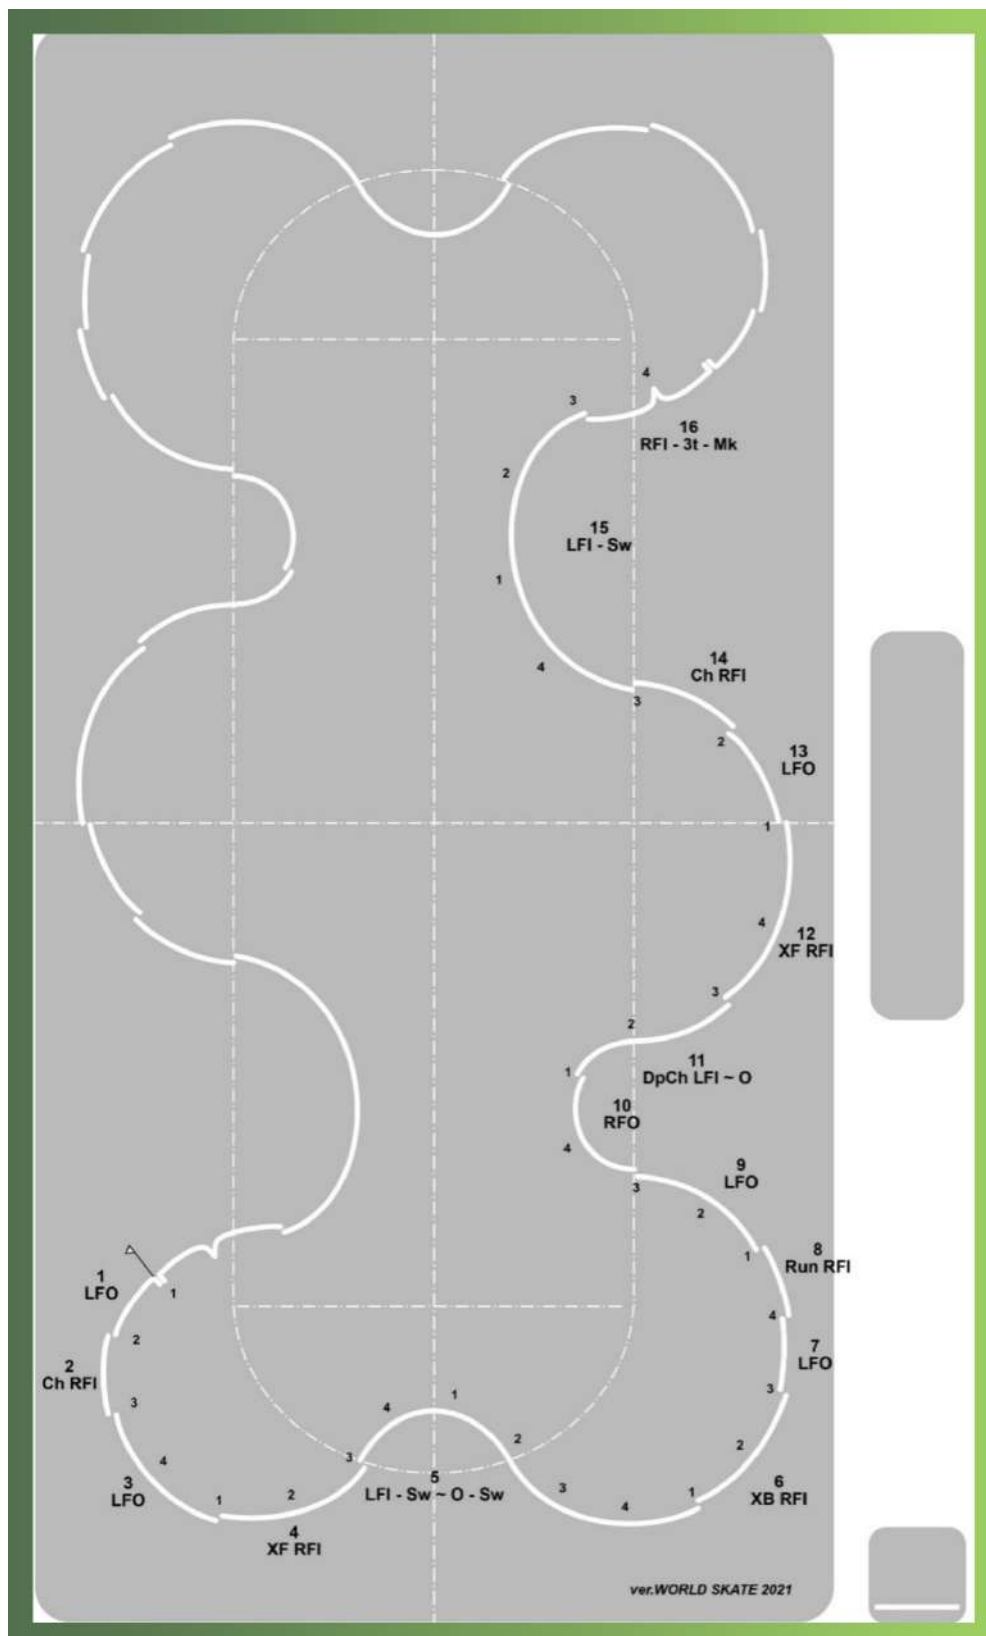 4
3
16
RFI - 3t - Mk
2
15
LFI - Sw
1
4
14
Ch RFI
3
2
13
LFO
1
4
12
XF RFI
3
2
11
DpCh LFI ~ O
1
10
RFO
4
9
LFO
3
2
1
8
Run RFI
4
7
LFO
3
2
6
XB RFI
1
1
LFO
1
2
2
Ch RFI
3
4
3
LFO
1
2
4
XF RFI
3
4
1
2
5
LFI - Sw ~ O - Sw
3
4
ver.WORLD SKATE 2021